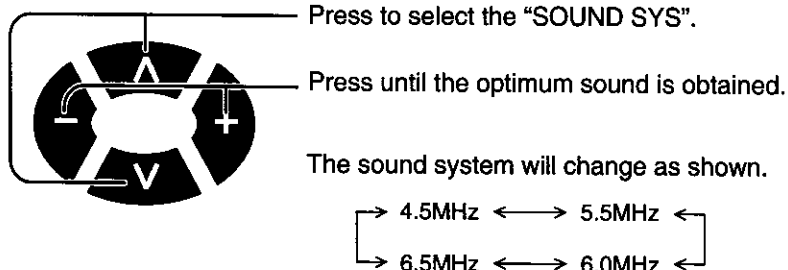 Press to select the “SOUND SYS”.
Press until the optimum sound is obtained.
The sound system will change as shown.
4.5MHz ↔ 5.5MHz
6.5MHz ↔ 6.0MHz